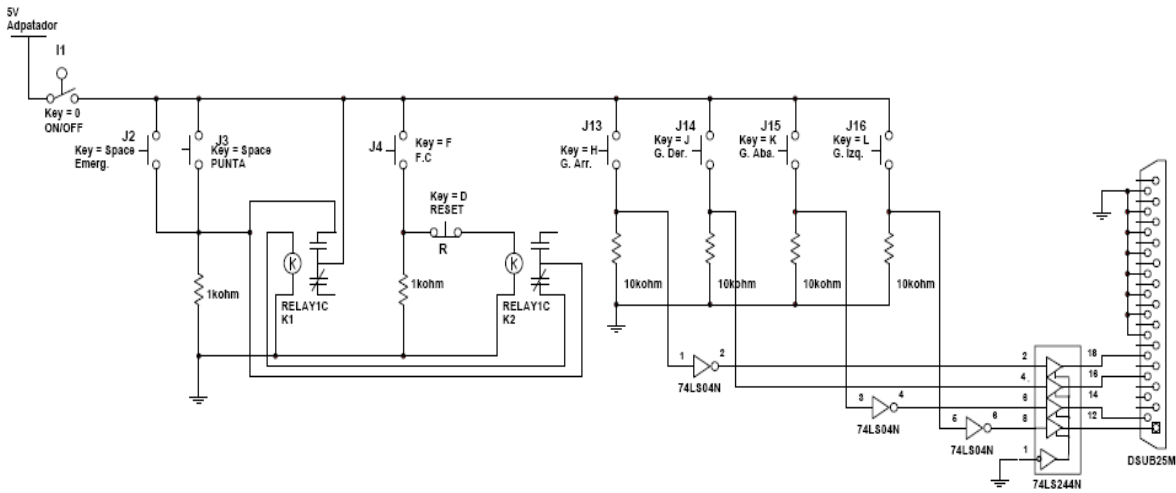 5V
Adpatador
I1
Key = 0
ON/OFF
J2
Key = Space
Emerg.
J3
Key = Space
PUNTA
J4
Key = F
F.C
Key = D
RESET
R
J13
Key = H
G. Arr.
J14
Key = J
G. Der.
J15
Key = K
G. Aba.
J16
Key = L
G. Izq.
1kohm
K
RELAY1C
K1
1kohm
K
RELAY1C
K2
10kohm
10kohm
10kohm
10kohm
1
2
74LS04N
3
4
74LS04N
5
6
74LS04N
2
18
4
16
6
14
8
12
1
74LS244N
DSUB25M